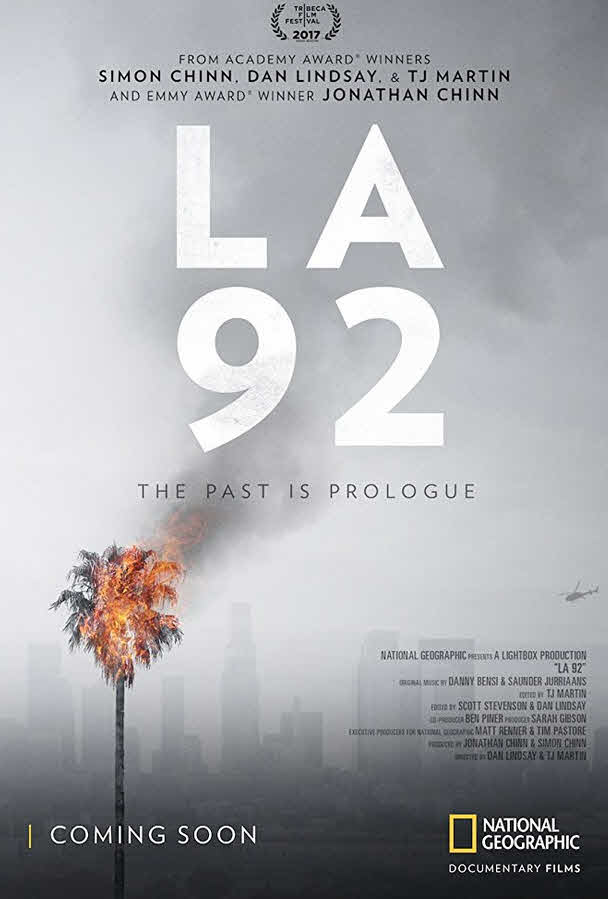 TRIBECA
FILM
FESTIVAL
2017
FROM ACADEMY AWARD® WINNERS
SIMON CHINN, DAN LINDSAY, & TJ MARTIN
AND EMMY AWARD® WINNER JONATHAN CHINN
LA
92
THE PAST IS PROLOGUE
NATIONAL GEOGRAPHIC PRESENTS A LIGHTBOX PRODUCTION
"LA 92"
ORIGINAL MUSIC BY DANNY BENSI & SAUNDER JURRIAANS
EDITED BY TJ MARTIN
EDITED BY SCOTT STEVENSON & DAN LINDSAY
CO-PRODUCER BEN PINER PRODUCER SARAH GIBSON
EXECUTIVE PRODUCERS FOR NATIONAL GEOGRAPHIC MATT RENNER & TIM PASTORE
PRODUCED BY JONATHAN CHINN & SIMON CHINN
DIRECTED BY DAN LINDSAY & TJ MARTIN
COMING SOON
NATIONAL
GEOGRAPHIC
DOCUMENTARY FILMS